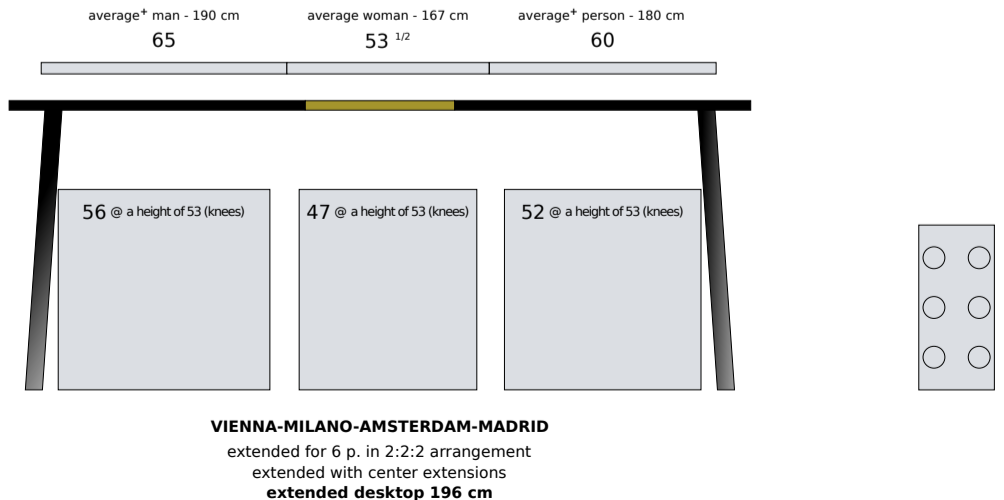 average+ man - 190 cm
average woman - 167 cm
average+ person - 180 cm
65
53 1/2
60
56 @ a height of 53 (knees)
47 @ a height of 53 (knees)
52 @ a height of 53 (knees)
VIENNA-MILANO-AMSTERDAM-MADRID
extended for 6 p. in 2:2:2 arrangement
extended with center extensions
extended desktop 196 cm